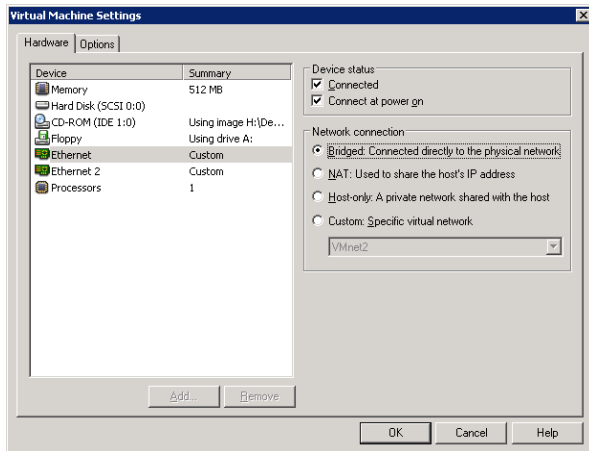 Virtual Machine Settings
Hardware
Options
Device Summary
Memory 512 MB
Hard Disk (SCSI 0:0)
CD-ROM (IDE 1:0) Using image H:\De...
Floppy Using drive A:
Ethernet Custom
Ethernet 2 Custom
Processors 1
Add...
Remove
Device status
Connected
Connect at power on
Network connection
Bridged: Connected directly to the physical network
NAT: Used to share the host's IP address
Host-only: A private network shared with the host
Custom: Specific virtual network
VMnet2
OK
Cancel
Help